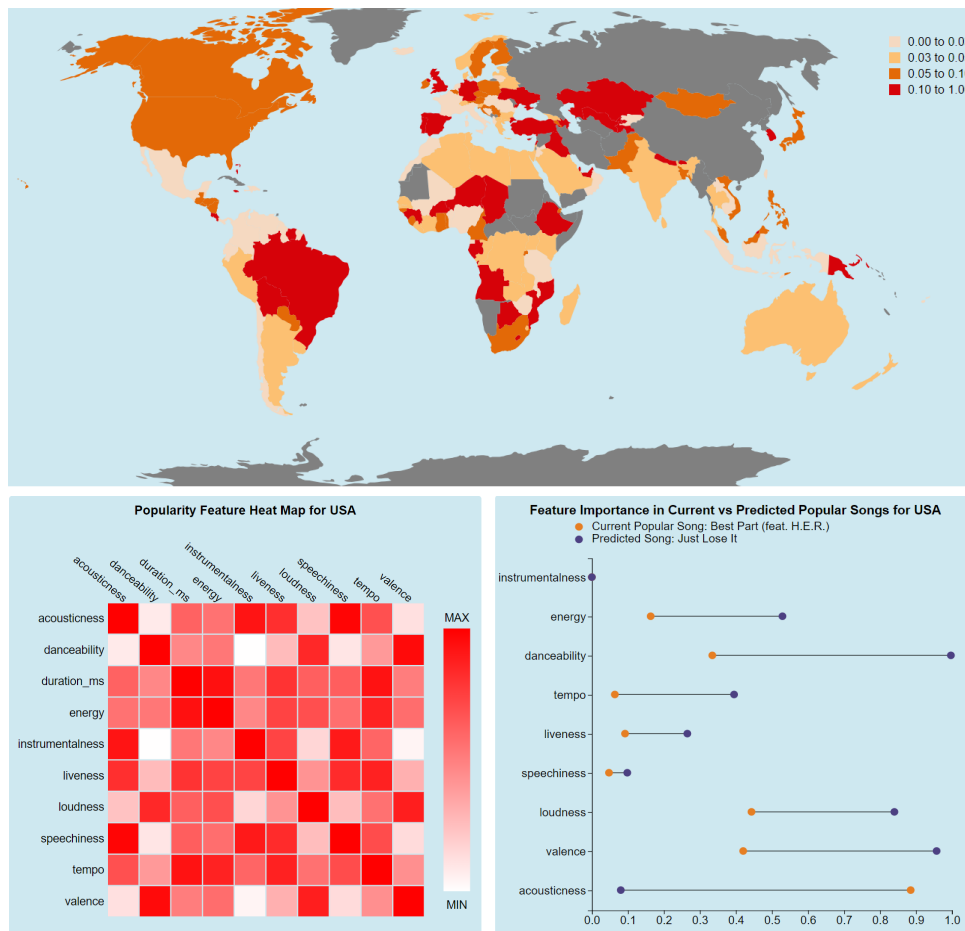 0.00 to 0.0
0.03 to 0.0
0.05 to 0.1
0.10 to 1.0
Popularity Feature Heat Map for USA
acousticness
danceability
duration_ms
energy
instrumentalness
liveness
loudness
speechiness
tempo
valence
acousticness
danceability
duration_ms
energy
instrumentalness
liveness
loudness
speechiness
tempo
valence
MAX
MIN
Feature Importance in Current vs Predicted Popular Songs for USA
Current Popular Song: Best Part (feat. H.E.R.)
Predicted Song: Just Lose It
instrumentalness
energy
danceability
tempo
liveness
speechiness
loudness
valence
acousticness
0.0 0.1 0.2 0.3 0.4 0.5 0.6 0.7 0.8 0.9 1.0